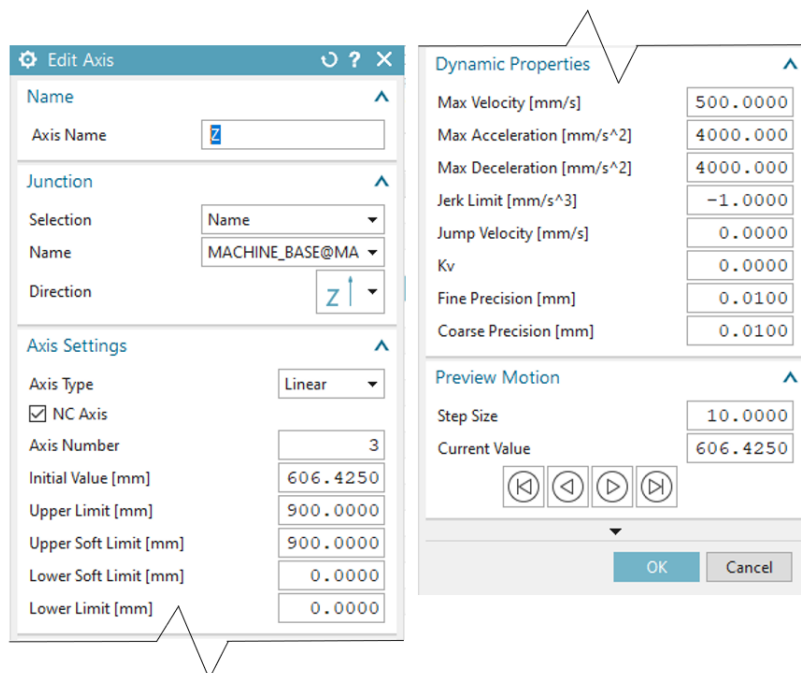 Edit Axis
Name
Axis Name Z
Junction
Selection Name
Name MACHINE_BASE@MA
Direction Z
Axis Settings
Axis Type Linear
NC Axis
Axis Number 3
Initial Value [mm] 606.4250
Upper Limit [mm] 900.0000
Upper Soft Limit [mm] 900.0000
Lower Soft Limit [mm] 0.0000
Lower Limit [mm] 0.0000
Dynamic Properties
Max Velocity [mm/s] 500.0000
Max Acceleration [mm/s^2] 4000.000
Max Deceleration [mm/s^2] 4000.000
Jerk Limit [mm/s^3] -1.0000
Jump Velocity [mm/s] 0.0000
Kv 0.0000
Fine Precision [mm] 0.0100
Coarse Precision [mm] 0.0100
Preview Motion
Step Size 10.0000
Current Value 606.4250
OK Cancel